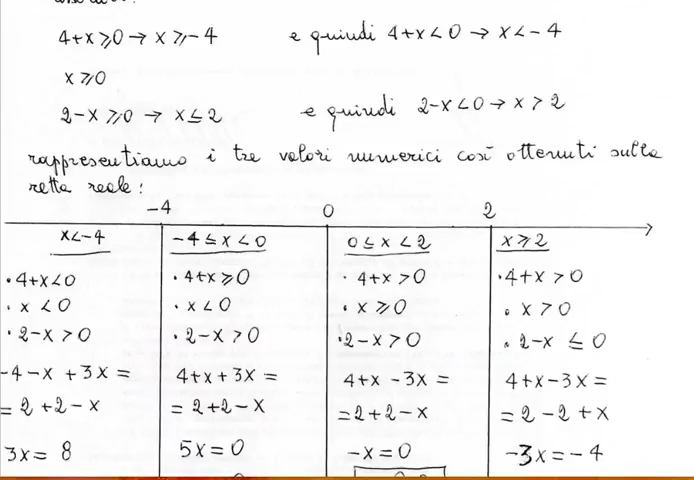 4+x ≥ 0 → x ≥ -4 e quindi 4+x < 0 → x < -4
x ≥ 0
2-x ≥ 0 → x ≤ 2 e quindi 2-x < 0 → x > 2
rappresentiamo i tre valori numerici così ottenuti sulla
retta reale:
-4 0 2
x < -4 -4 ≤ x < 0 0 ≤ x < 2 x ≥ 2
• 4+x < 0 • 4+x ≥ 0 • 4+x > 0 • 4+x > 0
• x < 0 • x < 0 • x ≥ 0 • x > 0
• 2-x > 0 • 2-x > 0 • 2-x > 0 • 2-x ≤ 0
-4-x+3x = 4+x+3x = 4+x-3x = 4+x-3x =
= 2+2-x = 2+2-x = 2+2-x = 2-2+x
3x = 8 5x = 0 -x = 0 -3x = -4